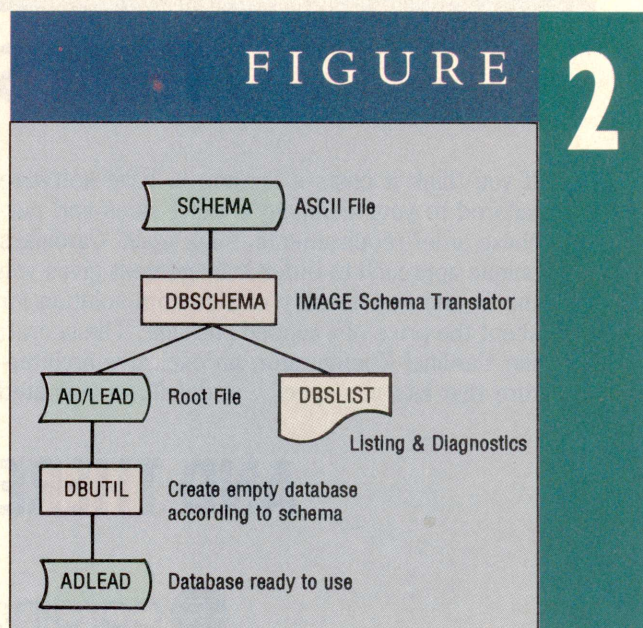 FIGURE 2
SCHEMA ASCII File
DBSCHEMA IMAGE Schema Translator
AD/LEAD Root File
DBSLIST
Listing & Diagnostics
DBUTIL Create empty database
according to schema
ADLEAD Database ready to use